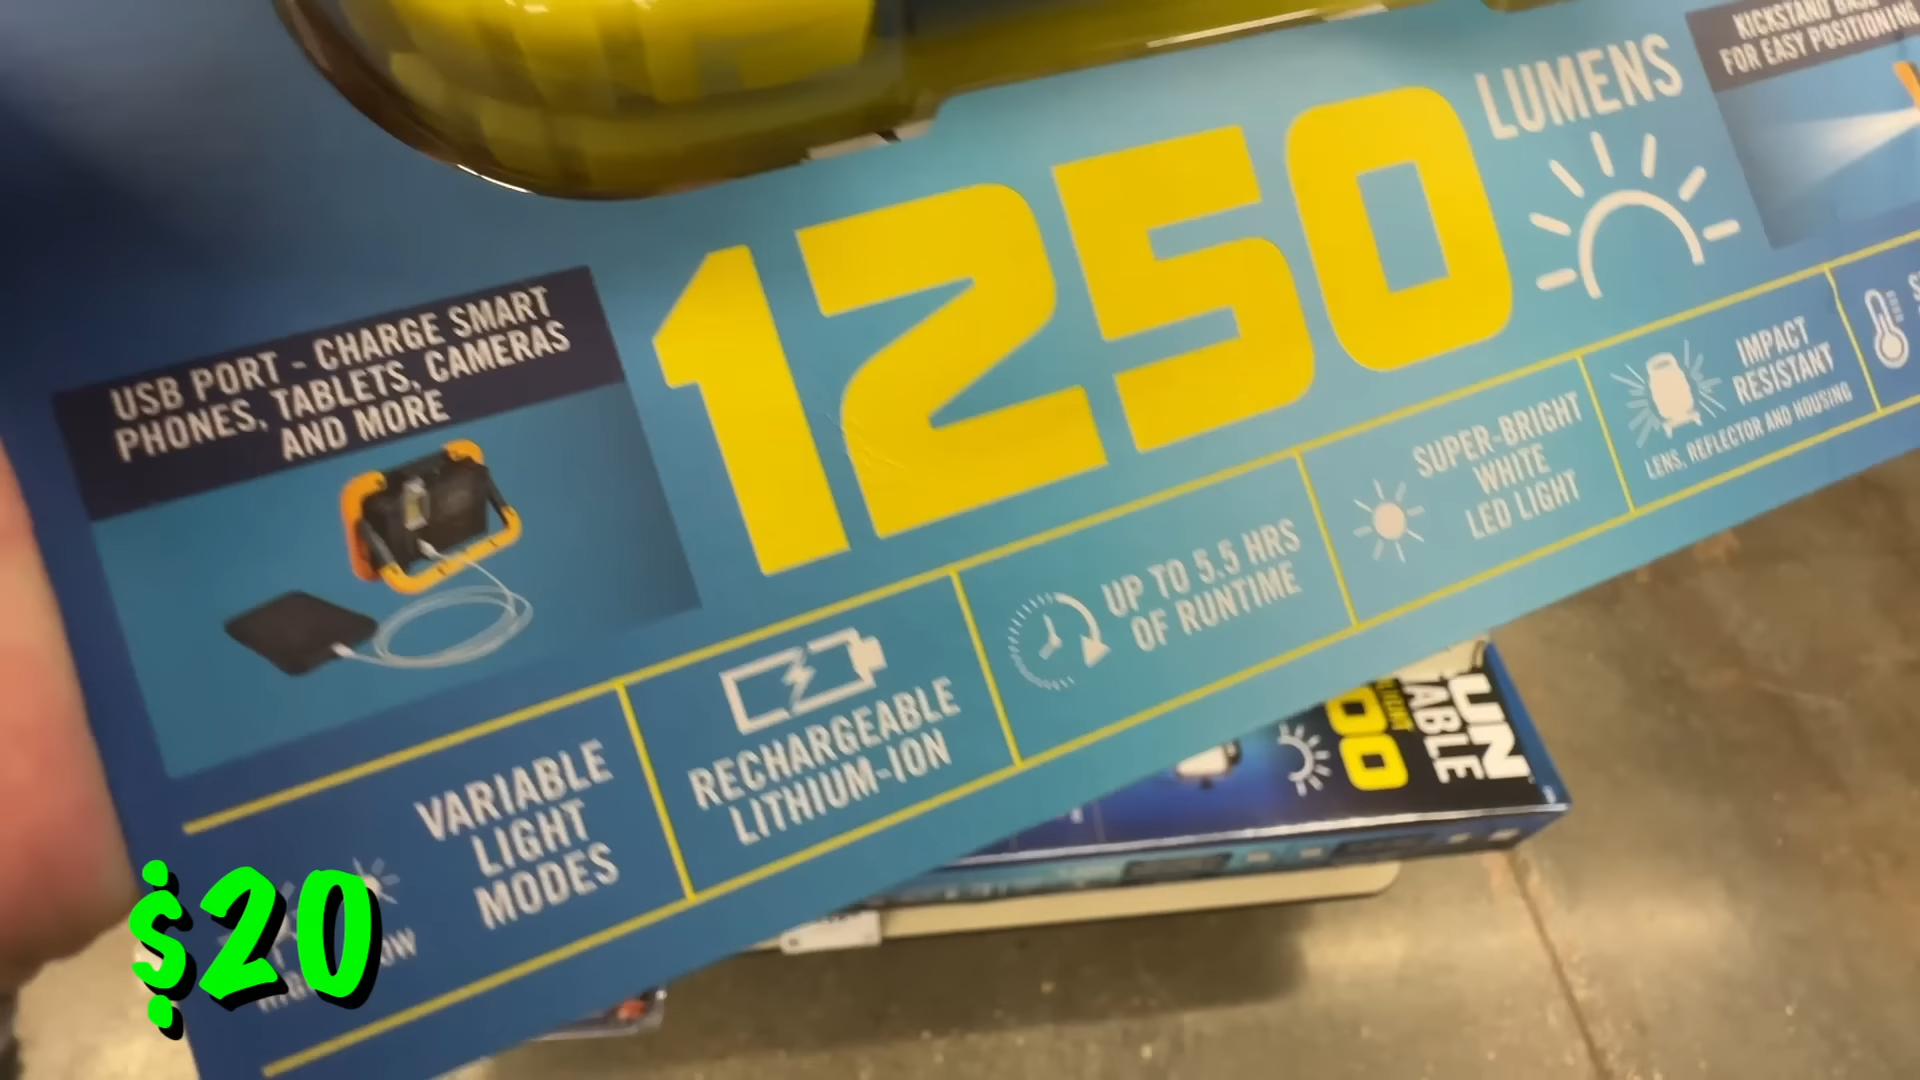 KICKSTAND BASE
FOR EASY POSITIONING
LUMENS
1250
USB PORT - CHARGE SMART
PHONES, TABLETS, CAMERAS
AND MORE
VARIABLE
LIGHT
MODES
RECHARGEABLE
LITHIUM-ION
UP TO 5.5 HRS
OF RUNTIME
SUPER-BRIGHT
WHITE
LED LIGHT
IMPACT
RESISTANT
LENS, REFLECTOR AND HOUSING
$20